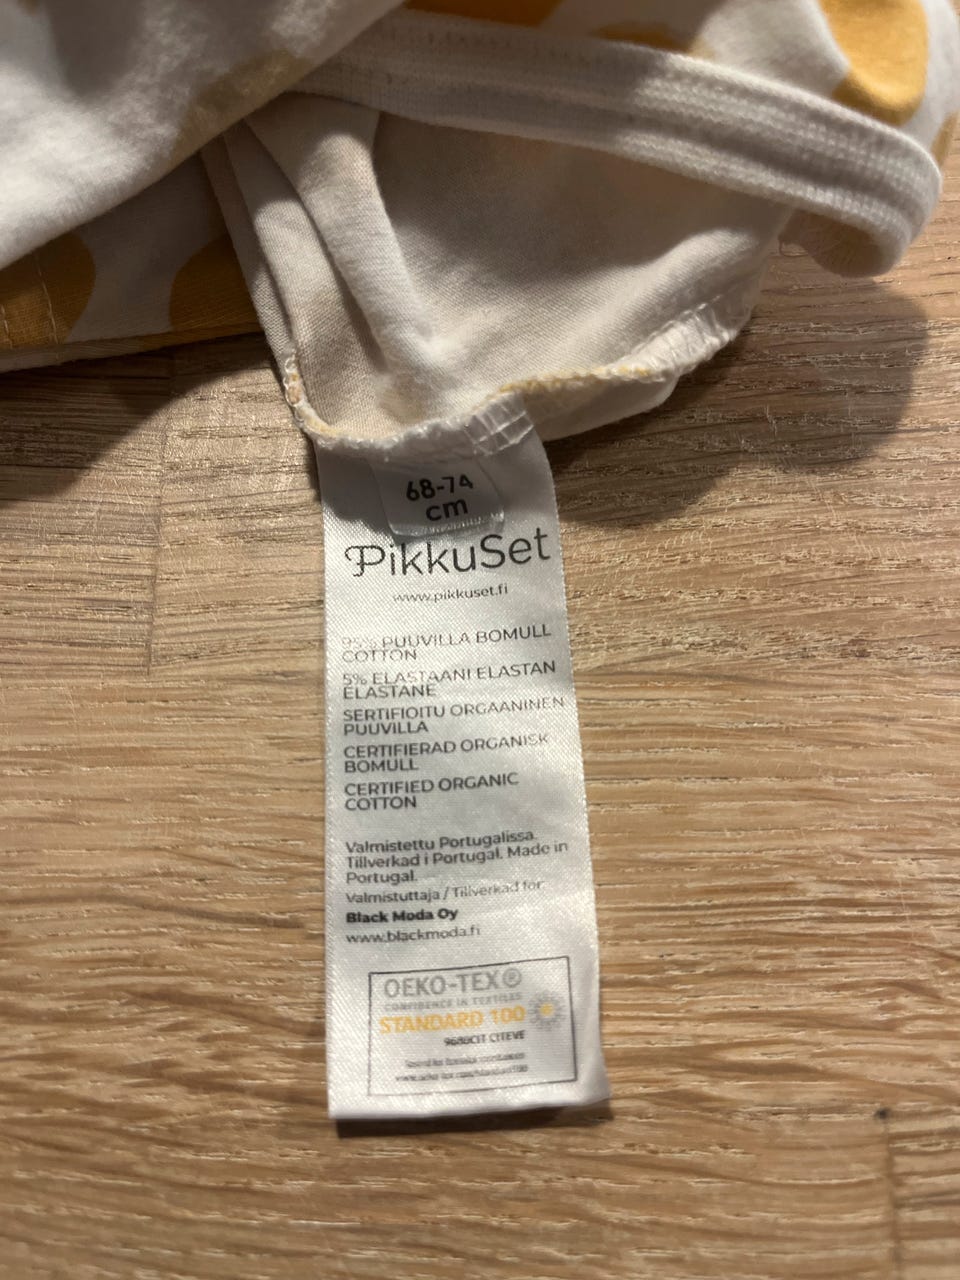 68-74
cm
PikkuSet
www.pikkuset.fi
95% PUUVILLA BOMULL
COTTON
5% ELASTAANI ELASTAN
ELASTANE
SERTIFIOITU ORGAANINEN
PUUVILLA
CERTIFIERAD ORGANISK
BOMULL
CERTIFIED ORGANIC
COTTON
Valmistettu Portugalissa.
Tillverkad i Portugal. Made in
Portugal.
Valmistuttaja / Tillverkad for:
Black Moda Oy
www.blackmoda.fi
OEKO-TEX®
CONFIDENCE IN TEXTILES
STANDARD 100
CITEVE